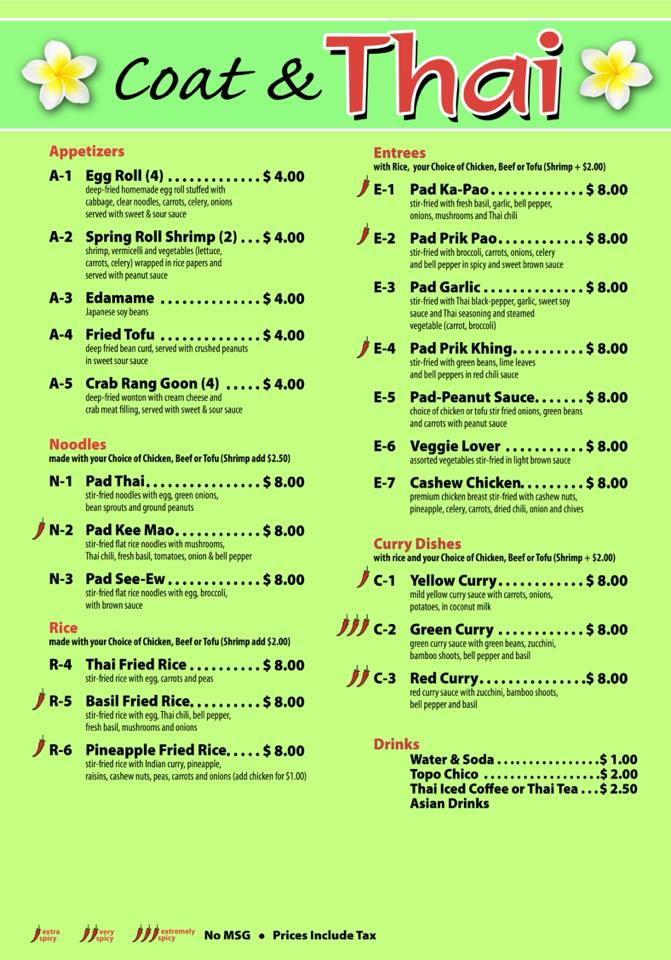 Coat & Thai
Appetizers
A-1 Egg Roll (4) . . . . . . . . . . . . . $ 4.00
deep-fried homemade egg roll stuffed with
cabbage, clear noodles, carrots, celery, onions
served with sweet & sour sauce
A-2 Spring Roll Shrimp (2) . . . $ 4.00
shrimp, vermicelli and vegetables (lettuce,
carrots, celery) wrapped in rice papers and
served with peanut sauce
A-3 Edamame . . . . . . . . . . . . . $ 4.00
Japanese soy beans
A-4 Fried Tofu . . . . . . . . . . . . . $ 4.00
deep fried bean curd, served with crushed peanuts
in sweet sour sauce
A-5 Crab Rang Goon (4) . . . . . $ 4.00
deep-fried wonton with cream cheese and
crab meat filling, served with sweet & sour sauce
Noodles
made with your Choice of Chicken, Beef or Tofu (Shrimp add $2.50)
N-1 Pad Thai. . . . . . . . . . . . . . . . $ 8.00
stir-fried noodles with egg, green onions,
bean sprouts and ground peanuts
N-2 Pad Kee Mao. . . . . . . . . . . . $ 8.00
stir-fried flat rice noodles with mushrooms,
Thai chili, fresh basil, tomatoes, onion & bell pepper
N-3 Pad See-Ew . . . . . . . . . . . . . $ 8.00
stir-fried flat rice noodles with egg, broccoli,
with brown sauce
Rice
made with your Choice of Chicken, Beef or Tofu (Shrimp add $2.00)
R-4 Thai Fried Rice . . . . . . . . . . $ 8.00
stir-fried rice with egg, carrots and peas
R-5 Basil Fried Rice. . . . . . . . . . $ 8.00
stir-fried rice with egg, Thai chili, bell pepper,
fresh basil, mushrooms and onions
R-6 Pineapple Fried Rice. . . . . $ 8.00
stir-fried rice with Indian curry, pineapple,
raisins, cashew nuts, peas, carrots and onions (add chicken for $1.00)
Entrees
with Rice, your Choice of Chicken, Beef or Tofu (Shrimp + $2.00)
E-1 Pad Ka-Pao. . . . . . . . . . . . . $ 8.00
stir-fried with fresh basil, garlic, bell pepper,
onions, mushrooms and Thai chili
E-2 Pad Prik Pao. . . . . . . . . . . . $ 8.00
stir-fried with broccoli, carrots, onions, celery
and bell pepper in spicy and sweet brown sauce
E-3 Pad Garlic . . . . . . . . . . . . . . $ 8.00
stir-fried with Thai black-pepper, garlic, sweet soy
sauce and Thai seasoning and steamed
vegetable (carrot, broccoli)
E-4 Pad Prik Khing. . . . . . . . . . $ 8.00
stir-fried with green beans, lime leaves
and bell peppers in red chili sauce
E-5 Pad-Peanut Sauce. . . . . . . $ 8.00
choice of chicken or tofu stir fried onions, green beans
and carrots with peanut sauce
E-6 Veggie Lover . . . . . . . . . . . $ 8.00
assorted vegetables stir-fried in light brown sauce
E-7 Cashew Chicken. . . . . . . . . $ 8.00
premium chicken breast stir-fried with cashew nuts,
pineapple, celery, carrots, dried chili, onion and chives
Curry Dishes
with rice and your Choice of Chicken, Beef or Tofu (Shrimp + $2.00)
C-1 Yellow Curry. . . . . . . . . . . . $ 8.00
mild yellow curry sauce with carrots, onions,
potatoes, in coconut milk
C-2 Green Curry . . . . . . . . . . . . $ 8.00
green curry sauce with green beans, zucchini,
bamboo shoots, bell pepper and basil
C-3 Red Curry. . . . . . . . . . . . . . .$ 8.00
red curry sauce with zucchini, bamboo shoots,
bell pepper and basil
Drinks
Water & Soda . . . . . . . . . . . . . . . .$ 1.00
Topo Chico . . . . . . . . . . . . . . . . . .$ 2.00
Thai Iced Coffee or Thai Tea . . . $ 2.50
Asian Drinks
extra spicy very spicy extremely spicy No MSG • Prices Include Tax